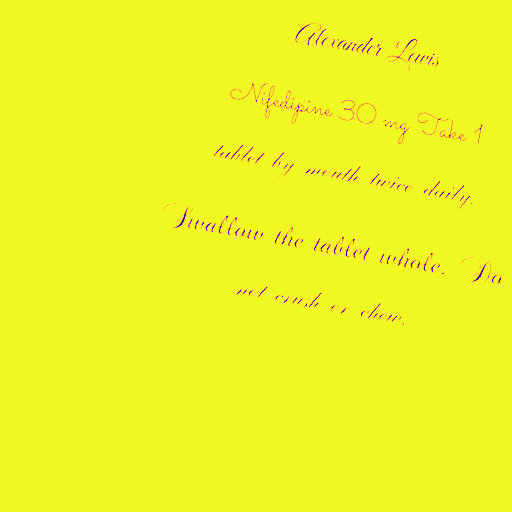 Alexander Lewis
Nifedipine 30 mg Take 1
tablet by mouth twice daily.
Swallow the tablet whole. Do
not crush or chew.